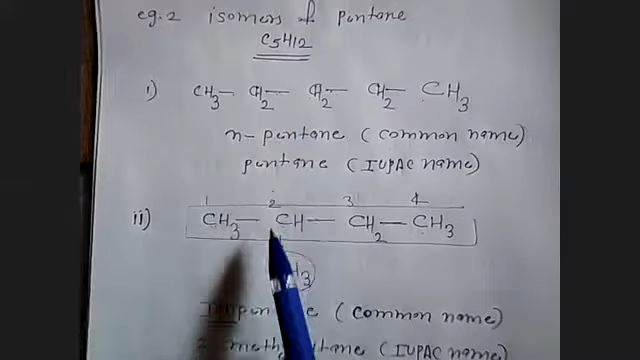 eg.2 isomers of pentane
C5H12
i) CH3— CH2— CH2— CH2— CH3
n-pentane (common name)
pentane (IUPAC name)
1 2 3 4
ii) CH3— CH— CH2— CH3
(common name)
(IUPAC name)